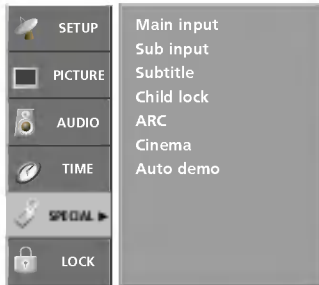 SETUP
PICTURE
AUDIO
TIME
SPECIAL
LOCK
Main input
Sub input
Subtitle
Child lock
ARC
Cinema
Auto demo